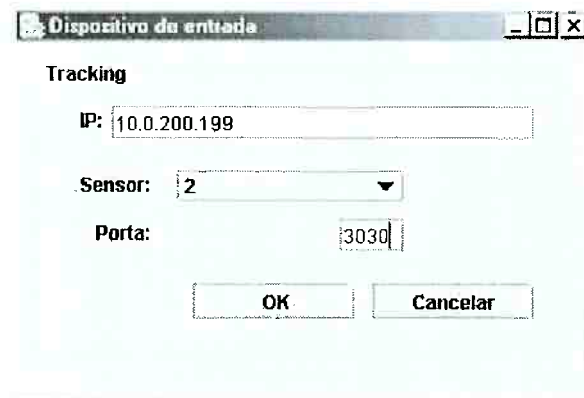 Dispositivo de entrada
Tracking
IP: 10.0.200.199
Sensor: 2
Porta: 3030
OK Cancelar